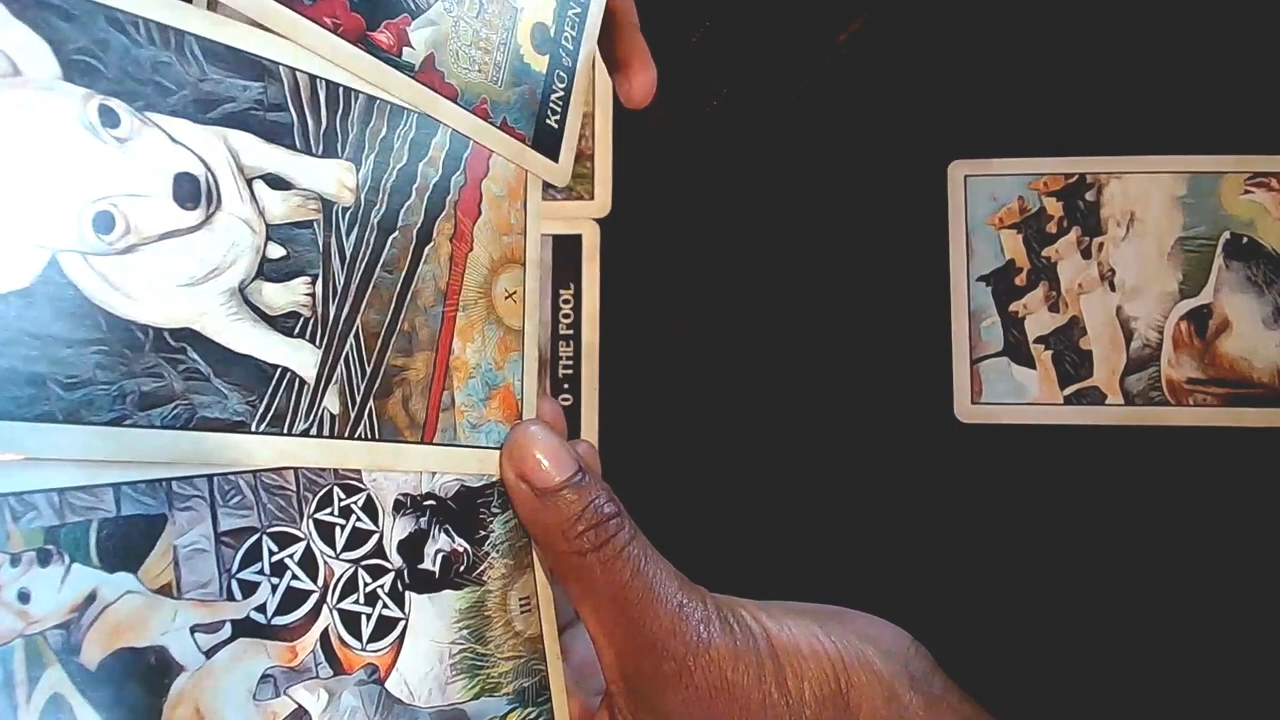 KING of PEN
X
0 • THE FOOL
III